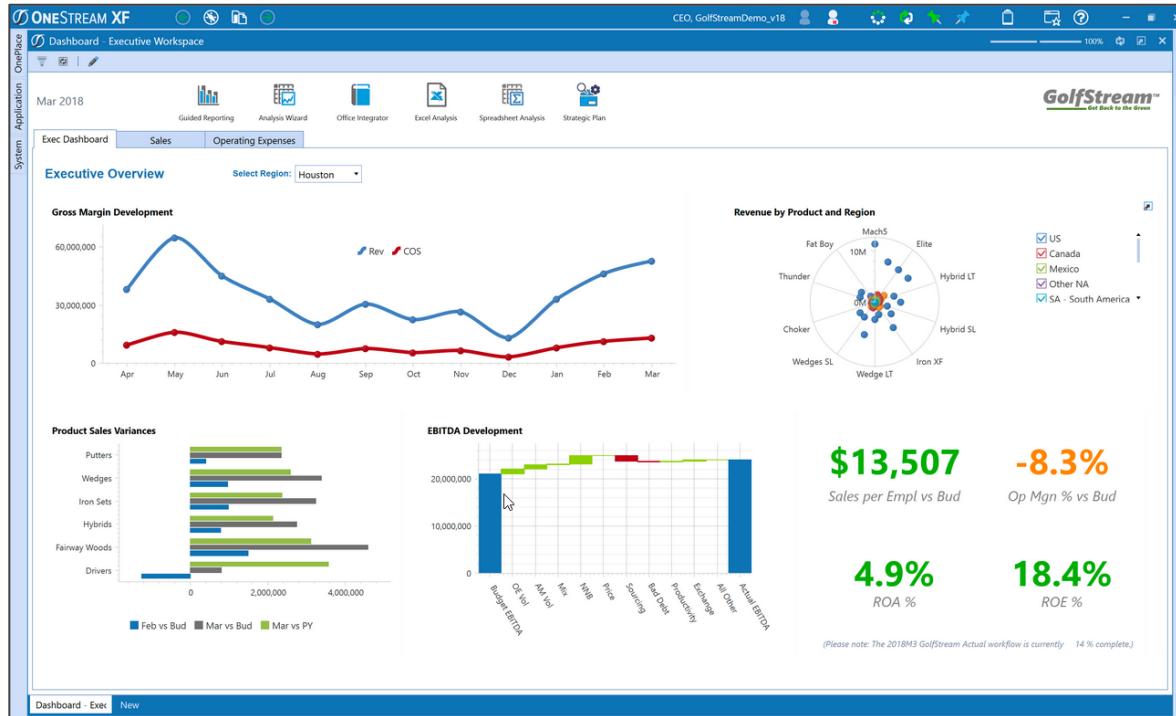 ONESTREAM XF
CEO, GolfStreamDemo_v18
Dashboard - Executive Workspace
100%
OnePlace
Application
System
Mar 2018
Guided Reporting
Analysis Wizard
Office Integrator
Excel Analysis
Spreadsheet Analysis
Strategic Plan
GolfStream™
Get Back to the Green
Exec Dashboard
Sales
Operating Expenses
Executive Overview
Select Region:
Houston
Gross Margin Development
Rev
COS
60,000,000
30,000,000
0
Apr
May
Jun
Jul
Aug
Sep
Oct
Nov
Dec
Jan
Feb
Mar
Revenue by Product and Region
Mach5
Fat Boy
Elite
10M
Thunder
Hybrid LT
0M
Choker
Hybrid SL
Wedges SL
Iron XF
Wedge LT
US
Canada
Mexico
Other NA
SA - South America
Product Sales Variances
Putters
Wedges
Iron Sets
Hybrids
Fairway Woods
Drivers
0
2,000,000
4,000,000
Feb vs Bud
Mar vs Bud
Mar vs PY
EBITDA Development
20,000,000
10,000,000
0
Budget EBITDA
OE Vol
AM Vol
Mix
NNB
Price
Sourcing
Bad Debt
Productivity
Exchange
All Other
Actual EBITDA
$13,507
Sales per Empl vs Bud
-8.3%
Op Mgn % vs Bud
4.9%
ROA %
18.4%
ROE %
(Please note: The 2018M3 GolfStream Actual workflow is currently 14 % complete.)
Dashboard - Exec
New